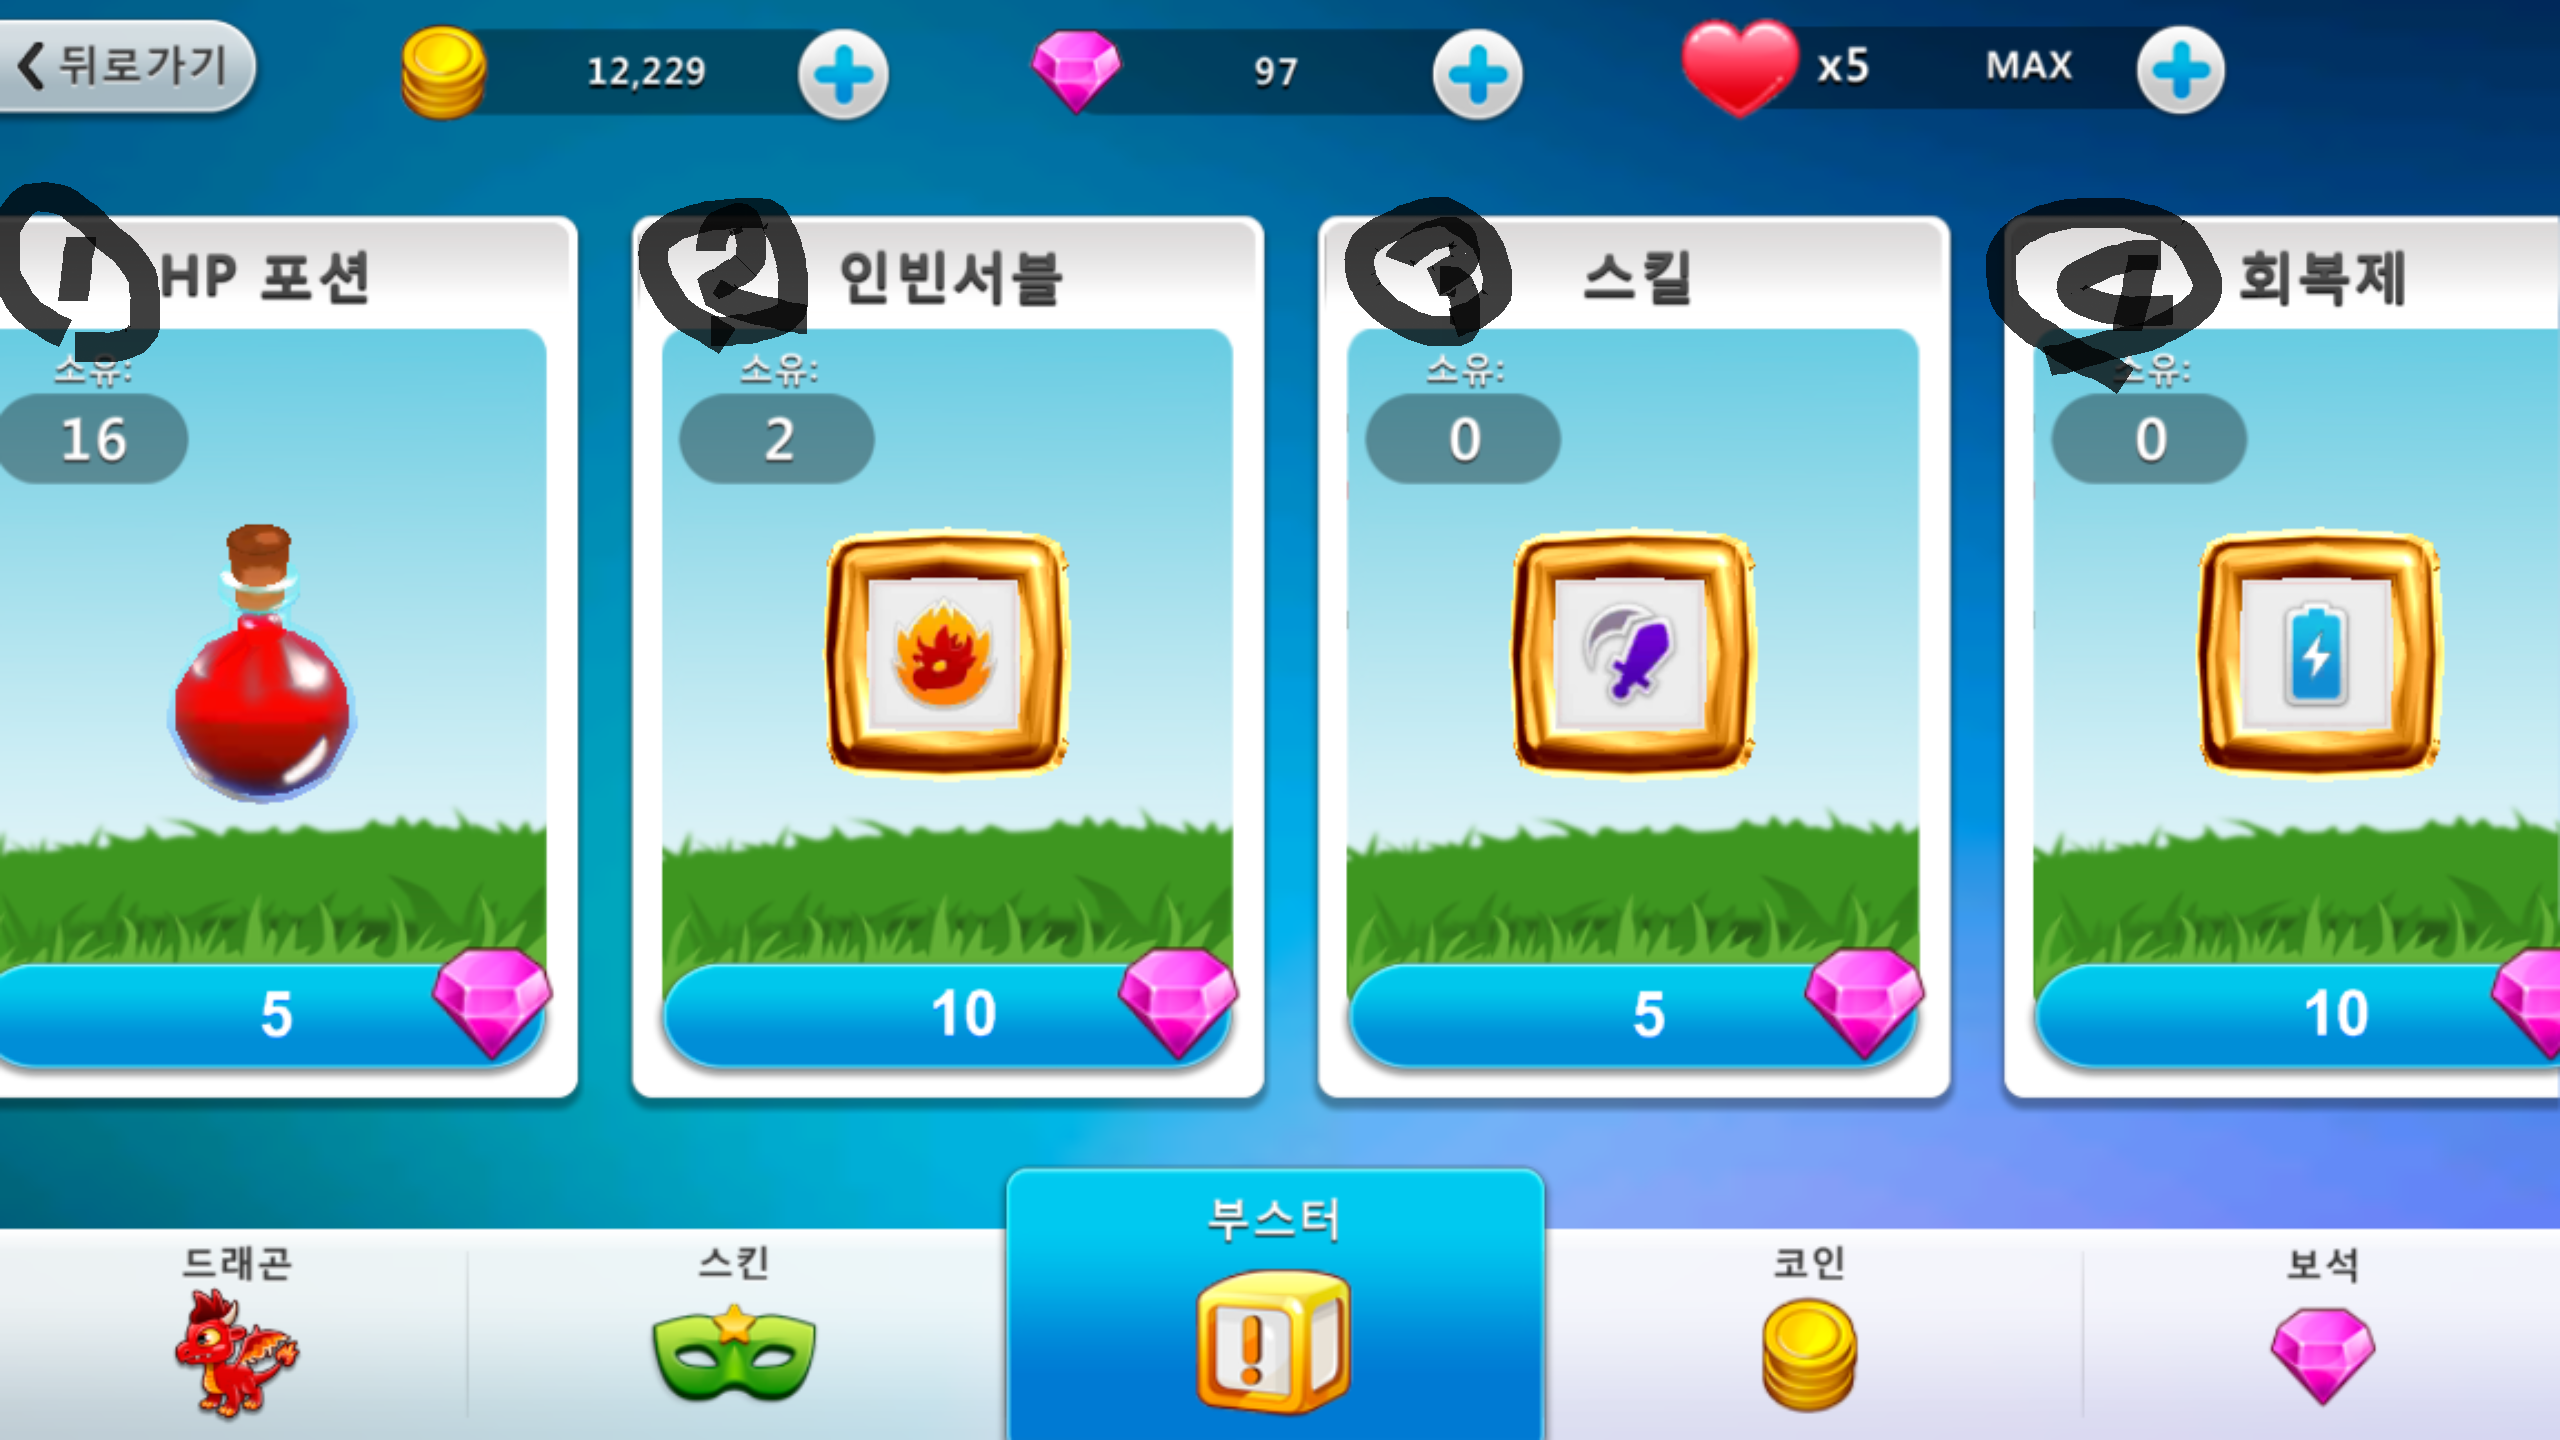 뒤로가기
12,229
97
x5 MAX
1 HP 포션
소유:
16
5
2 인빈서블
소유:
2
10
3 스킬
소유:
0
5
4 회복제
소유:
0
10
드래곤
스킨
부스터
코인
보석